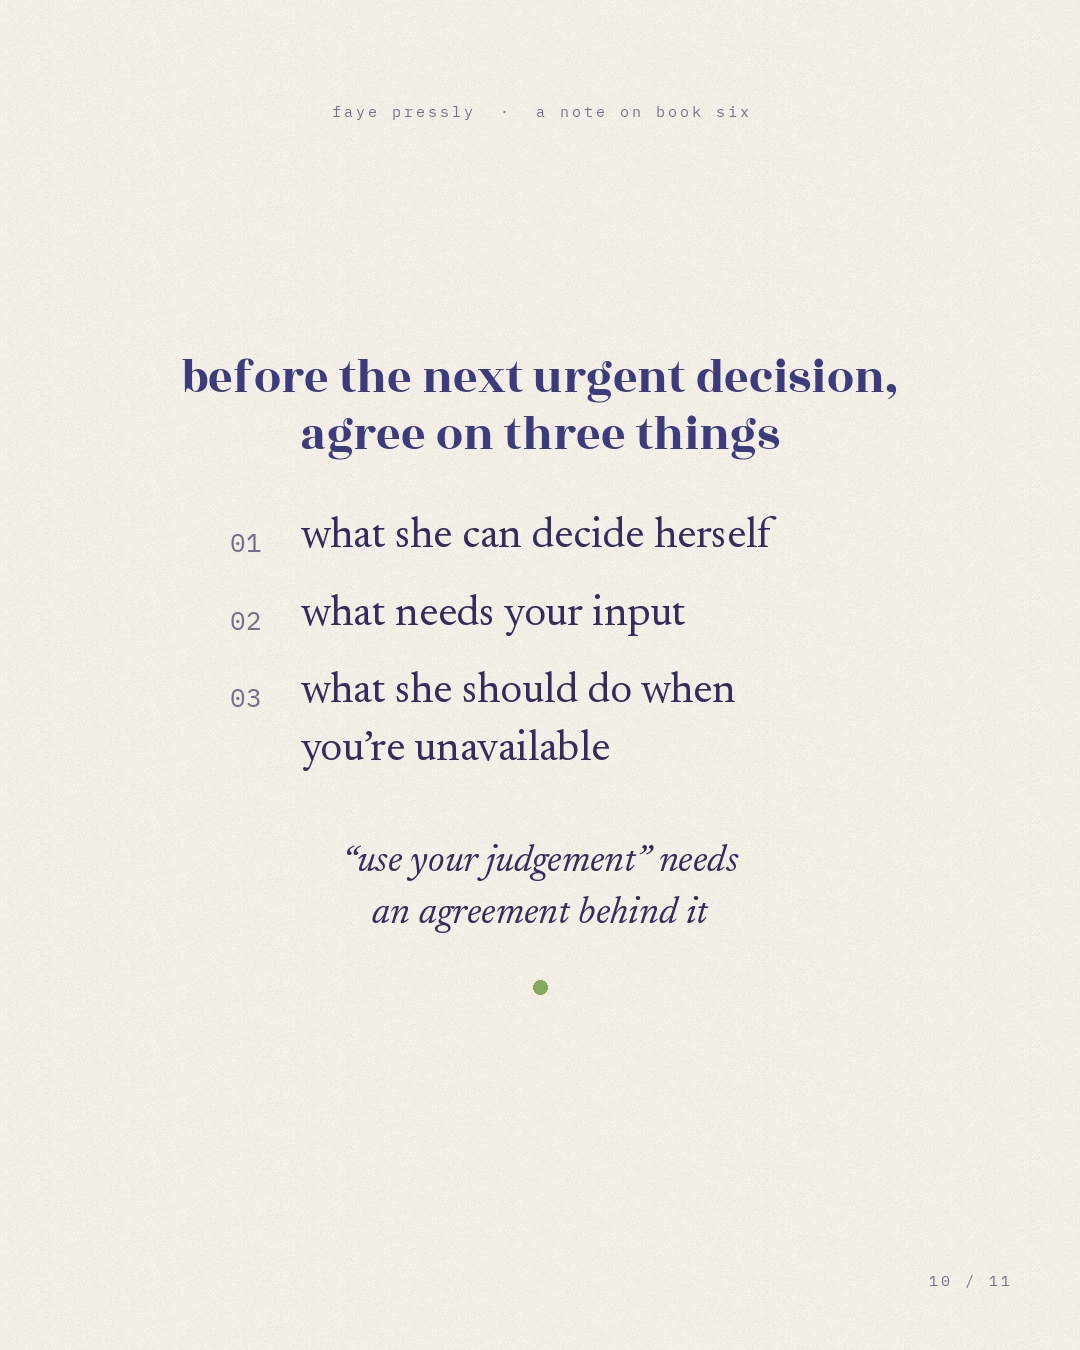 faye pressly · a note on book six
before the next urgent decision,
agree on three things
01 what she can decide herself
02 what needs your input
03 what she should do when
you’re unavailable
“use your judgement” needs
an agreement behind it
10 / 11